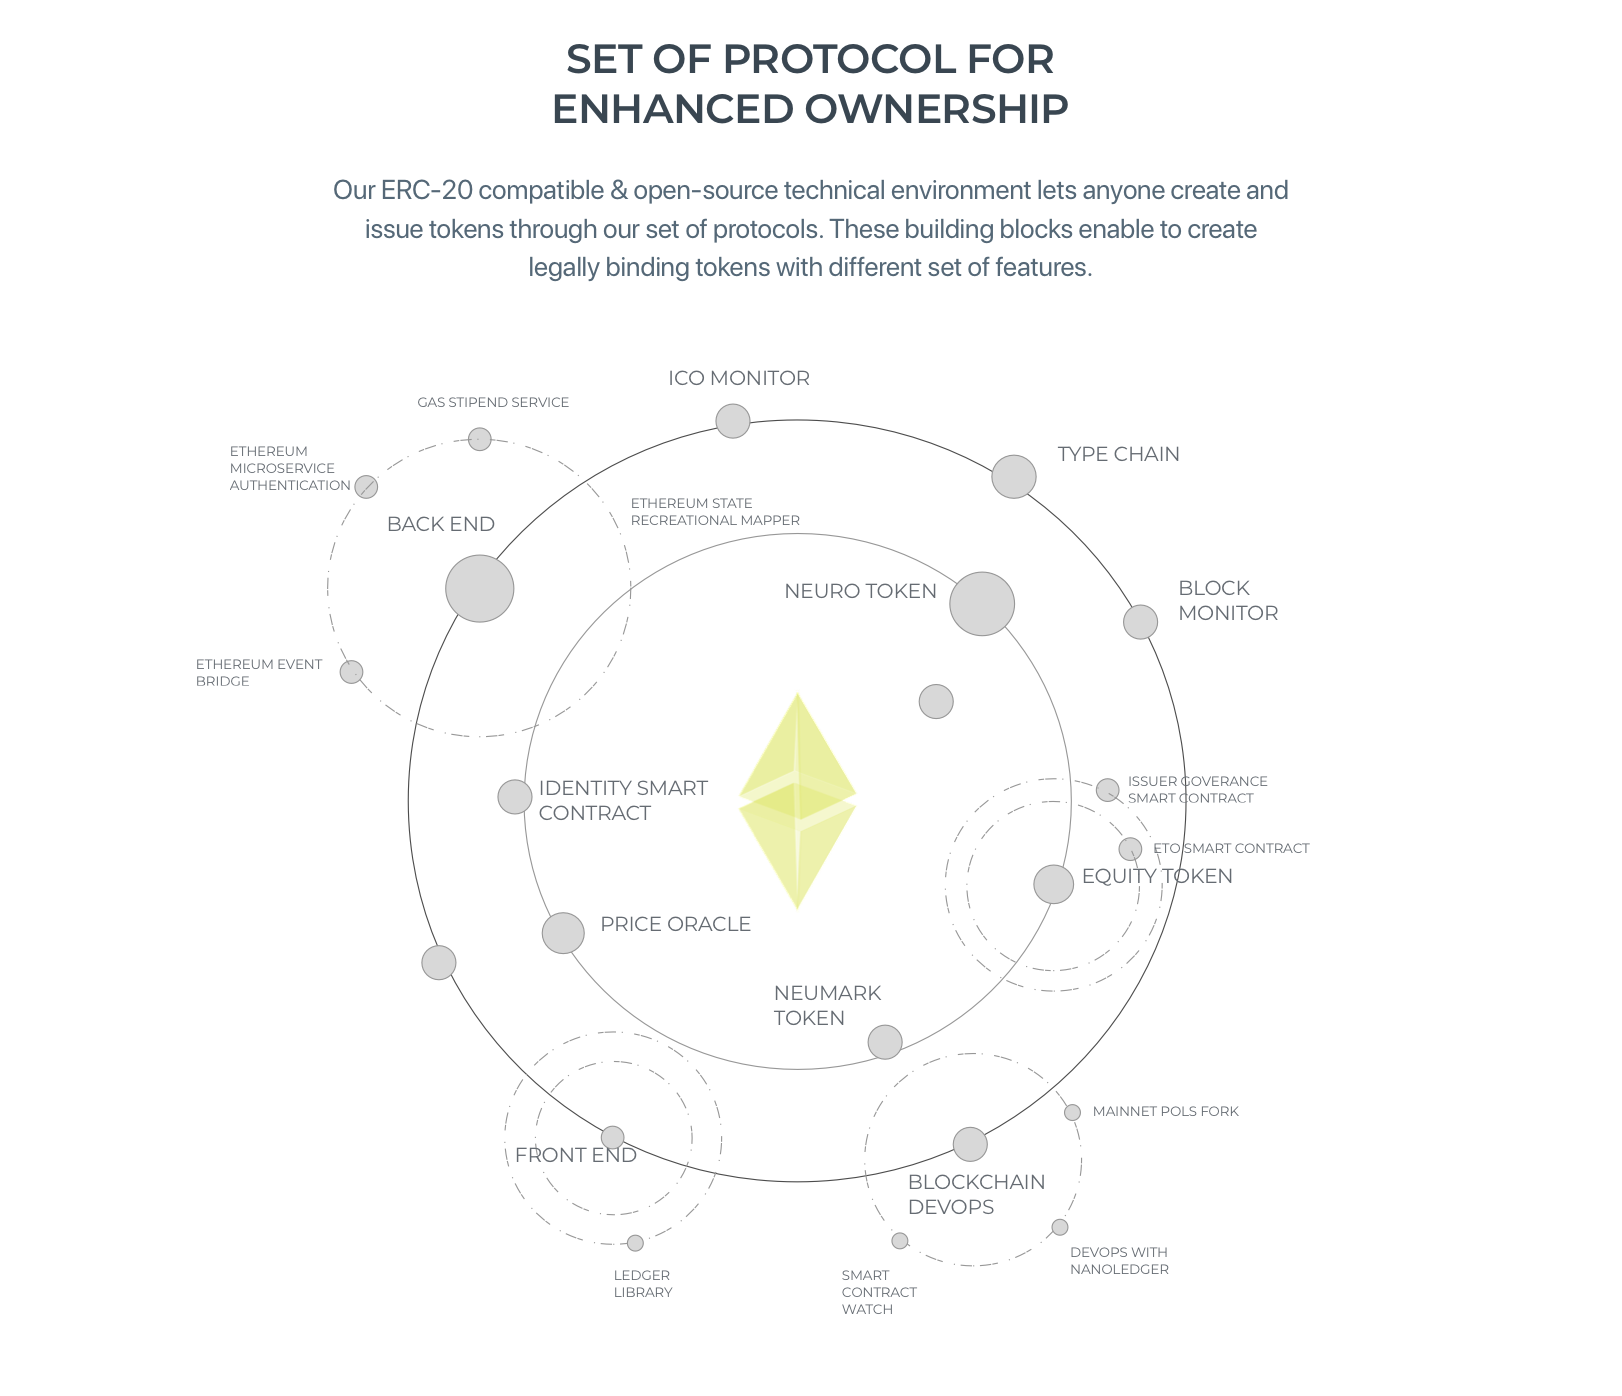 SET OF PROTOCOL FOR
ENHANCED OWNERSHIP
Our ERC-20 compatible & open-source technical environment lets anyone create and
issue tokens through our set of protocols. These building blocks enable to create
legally binding tokens with different set of features.
ICO MONITOR
GAS STIPEND SERVICE
ETHEREUM
MICROSERVICE
AUTHENTICATION
TYPE CHAIN
ETHEREUM STATE
RECREATIONAL MAPPER
BACK END
NEURO TOKEN
BLOCK
MONITOR
ETHEREUM EVENT
BRIDGE
IDENTITY SMART
CONTRACT
ISSUER GOVERANCE
SMART CONTRACT
ETO SMART CONTRACT
EQUITY TOKEN
PRICE ORACLE
NEUMARK
TOKEN
MAINNET POLS FORK
FRONT END
BLOCKCHAIN
DEVOPS
DEVOPS WITH
NANOLEDGER
LEDGER
LIBRARY
SMART
CONTRACT
WATCH